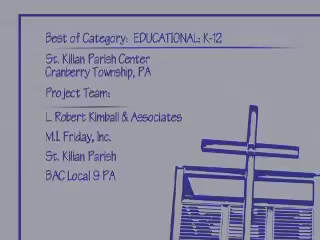 Best of Category: EDUCATIONAL: K-12
St. Kilian Parish Center
Cranberry Township, PA
Project Team:
L. Robert Kimball & Associates
M.I. Friday, Inc.
St. Kilian Parish
BAC Local 9 PA